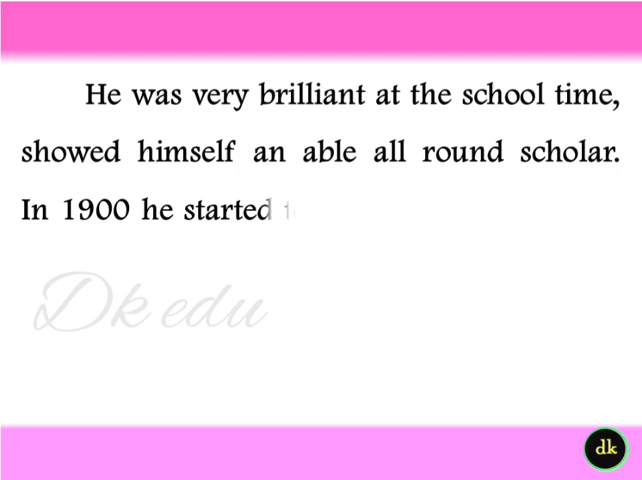 He was very brilliant at the school time,
showed himself an able all round scholar.
In 1900 he started
Dk edu
dk